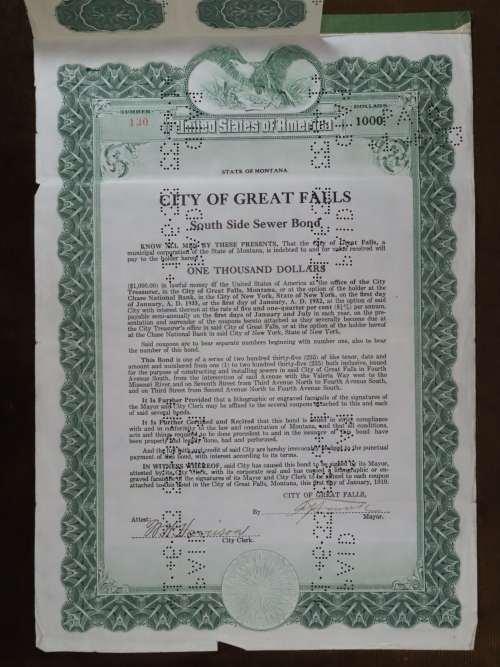 NUMBER
130
DOLLARS
1000
United States of America
STATE OF MONTANA
CITY OF GREAT FALLS
South Side Sewer Bond
KNOW ALL MEN BY THESE PRESENTS, That the City of Great Falls, a
municipal corporation of the State of Montana, is indebted to and for value received will
pay to the holder hereof
ONE THOUSAND DOLLARS
($1,000.00) in lawful money of the United States of America at the office of the City
Treasurer, in the City of Great Falls, Montana, or at the option of the holder at the
Chase National Bank, in the City of New York, State of New York, on the first day
of January, A. D. 1939, or the first of January, A. D. 1932, at the option of said
City with interest thereon at the rate of five and one-quarter per cent (5¼%) per annum,
payable semi-annually on the first days of January and July in each year, on the pre-
sentation and surrender of the coupons hereto attached as they severally become due at
the City Treasurer's office in said City of Great Falls, or at the option of the holder hereof
at the Chase National Bank in said City of New York, State of New York.
Said coupons are to bear separate numbers beginning with number one, also to bear
the number of this bond.
This Bond is one of a series of two hundred thirty-five (235) all of like tenor, date and
amount and numbered from one (1) to two hundred thirty-five (235) both inclusive, issued
for the purpose of constructing and installing sewers in said City of Great Falls in Fourth
Avenue South, from the intersection of said Avenue with the Valeria Way west to the
Missouri River, and on Seventh Street from Third Avenue North to Fourth Avenue South,
and on Third Street from Second Avenue North to Fourth Avenue South.
It is Further Provided that a lithographic or engraved facsimile of the signatures of
the Mayor and City Clerk may be affixed to the several coupons attached to this and each
of said several bonds.
It is Further Certified and Recited that this bond is issued in strict compliance
with and in conformity to the law and constitution of Montana, and that all conditions,
acts and things required to be done precedent to and in the issuance of this bond have
been properly and legally done, had and performed.
And the full faith and credit of said City are hereby irrevocably pledged to the punctual
payment of this bond, with interest according to its terms.
IN WITNESS WHEREOF, said City has caused this bond to be signed by its Mayor,
attested by its City Clerk, with its corporate seal and has caused a lithographic or en-
graved facsimile of the signatures of its Mayor and City Clerk to be affixed to each coupon
attached to this Bond in the City of Great Falls, Montana, this first day of January, 1919.
CITY OF GREAT FALLS,
By
Mayor.
Attest
W. H. Harrison
City Clerk.